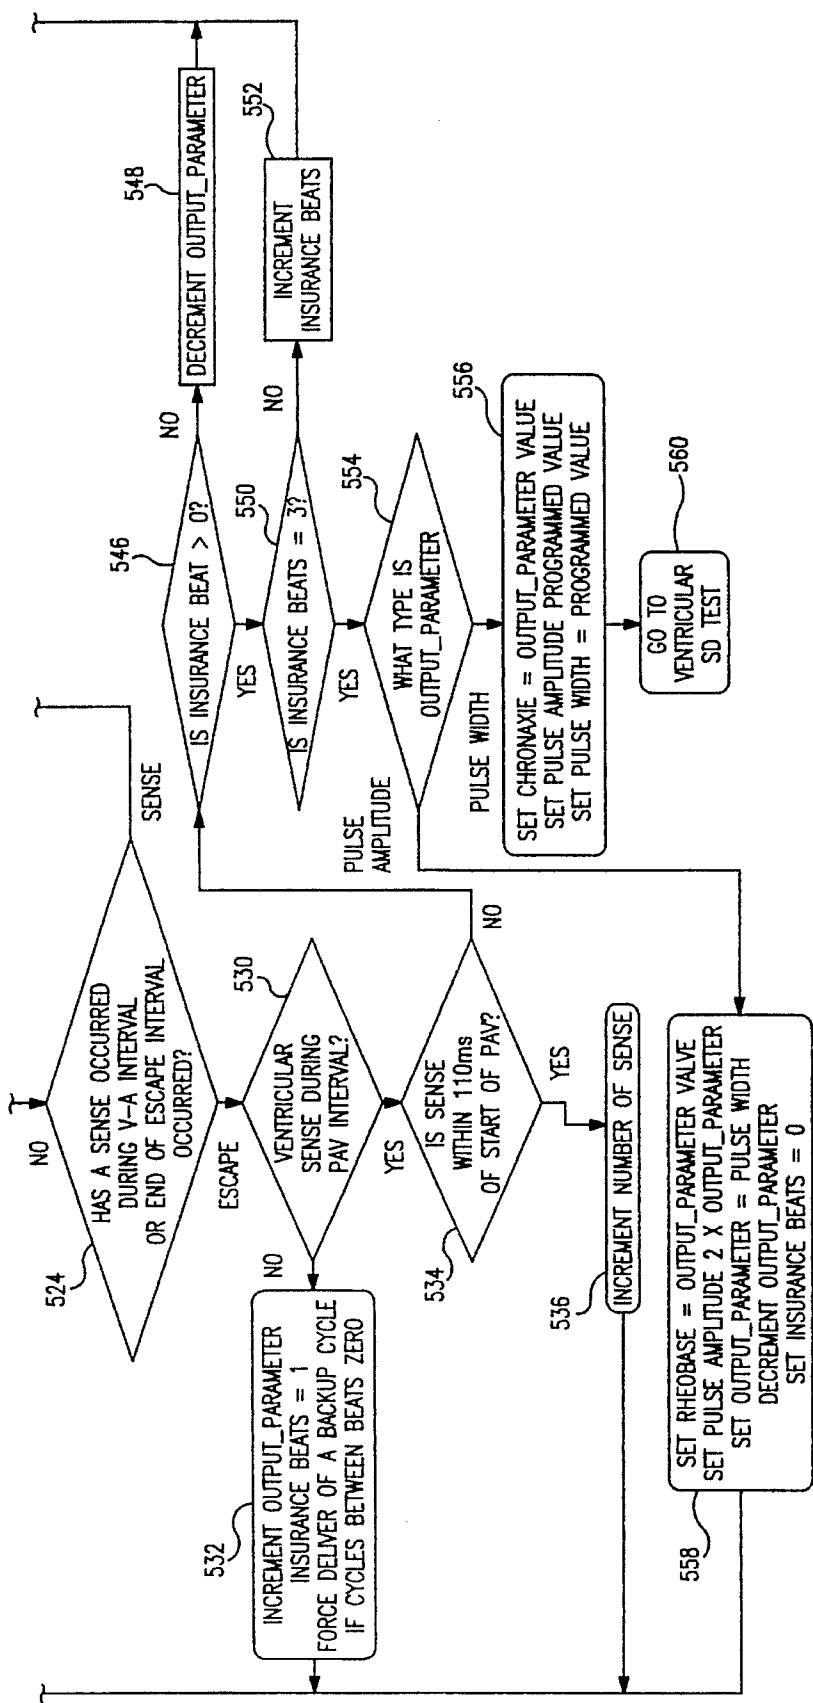 NO
524
HAS A SENSE OCCURRED
DURING V-A INTERVAL
OR END OF ESCAPE INTERVAL
OCCURRED?
SENSE
ESCAPE
530
VENTRICULAR
SENSE DURING
PAV INTERVAL?
NO
YES
532
INCREMENT OUTPUT_PARAMETER
INSURANCE BEATS = 1
FORCE DELIVER OF A BACKUP CYCLE
IF CYCLES BETWEEN BEATS ZERO
534
IS SENSE
WITHIN 110ms
OF START OF PAV?
NO
YES
536
INCREMENT NUMBER OF SENSE
546
IS INSURANCE BEAT > 0?
NO
YES
548
DECREMENT OUTPUT_PARAMETER
550
IS INSURANCE BEATS = 3?
NO
YES
552
INCREMENT
INSURANCE BEATS
554
WHAT TYPE IS
OUTPUT_PARAMETER
PULSE
AMPLITUDE
PULSE WIDTH
556
SET CHRONAXIE = OUTPUT_PARAMETER VALUE
SET PULSE AMPLITUDE PROGRAMMED VALUE
SET PULSE WIDTH = PROGRAMMED VALUE
560
GO TO
VENTRICULAR
SD TEST
558
SET RHEOBASE = OUTPUT_PARAMETER VALVE
SET PULSE AMPLITUDE 2 X OUTPUT_PARAMETER
SET OUTPUT_PARAMETER = PULSE WIDTH
DECREMENT OUTPUT_PARAMETER
SET INSURANCE BEATS = 0